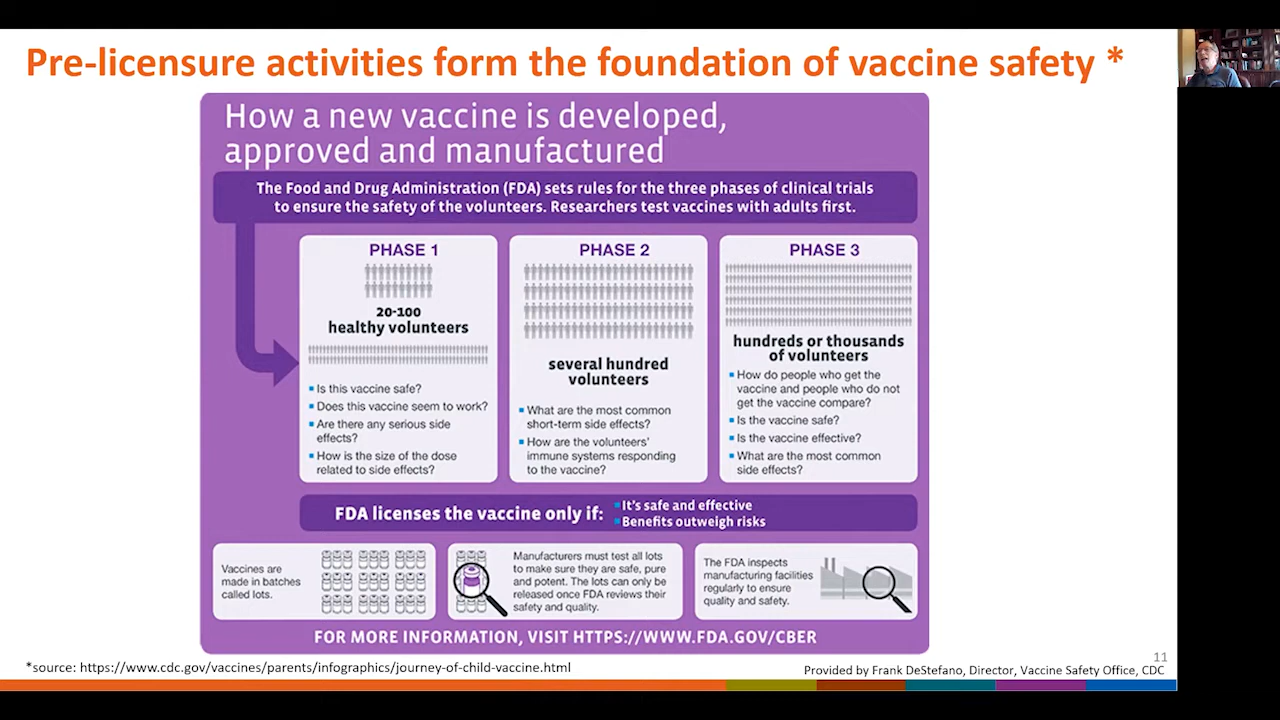 Pre-licensure activities form the foundation of vaccine safety *
How a new vaccine is developed,
approved and manufactured
The Food and Drug Administration (FDA) sets rules for the three phases of clinical trials
to ensure the safety of the volunteers. Researchers test vaccines with adults first.
PHASE 1
20-100
healthy volunteers
Is this vaccine safe?
Does this vaccine seem to work?
Are there any serious side
effects?
How is the size of the dose
related to side effects?
PHASE 2
several hundred
volunteers
What are the most common
short-term side effects?
How are the volunteers'
immune systems responding
to the vaccine?
PHASE 3
hundreds or thousands
of volunteers
How do people who get the
vaccine and people who do not
get the vaccine compare?
Is the vaccine safe?
Is the vaccine effective?
What are the most common
side effects?
FDA licenses the vaccine only if:
It's safe and effective
Benefits outweigh risks
Vaccines are
made in batches
called lots.
Manufacturers must test all lots
to make sure they are safe, pure
and potent. The lots can only be
released once FDA reviews their
safety and quality.
The FDA inspects
manufacturing facilities
regularly to ensure
quality and safety.
FOR MORE INFORMATION, VISIT HTTPS://WWW.FDA.GOV/CBER
11
*source: https://www.cdc.gov/vaccines/parents/infographics/journey-of-child-vaccine.html
Provided by Frank DeStefano, Director, Vaccine Safety Office, CDC